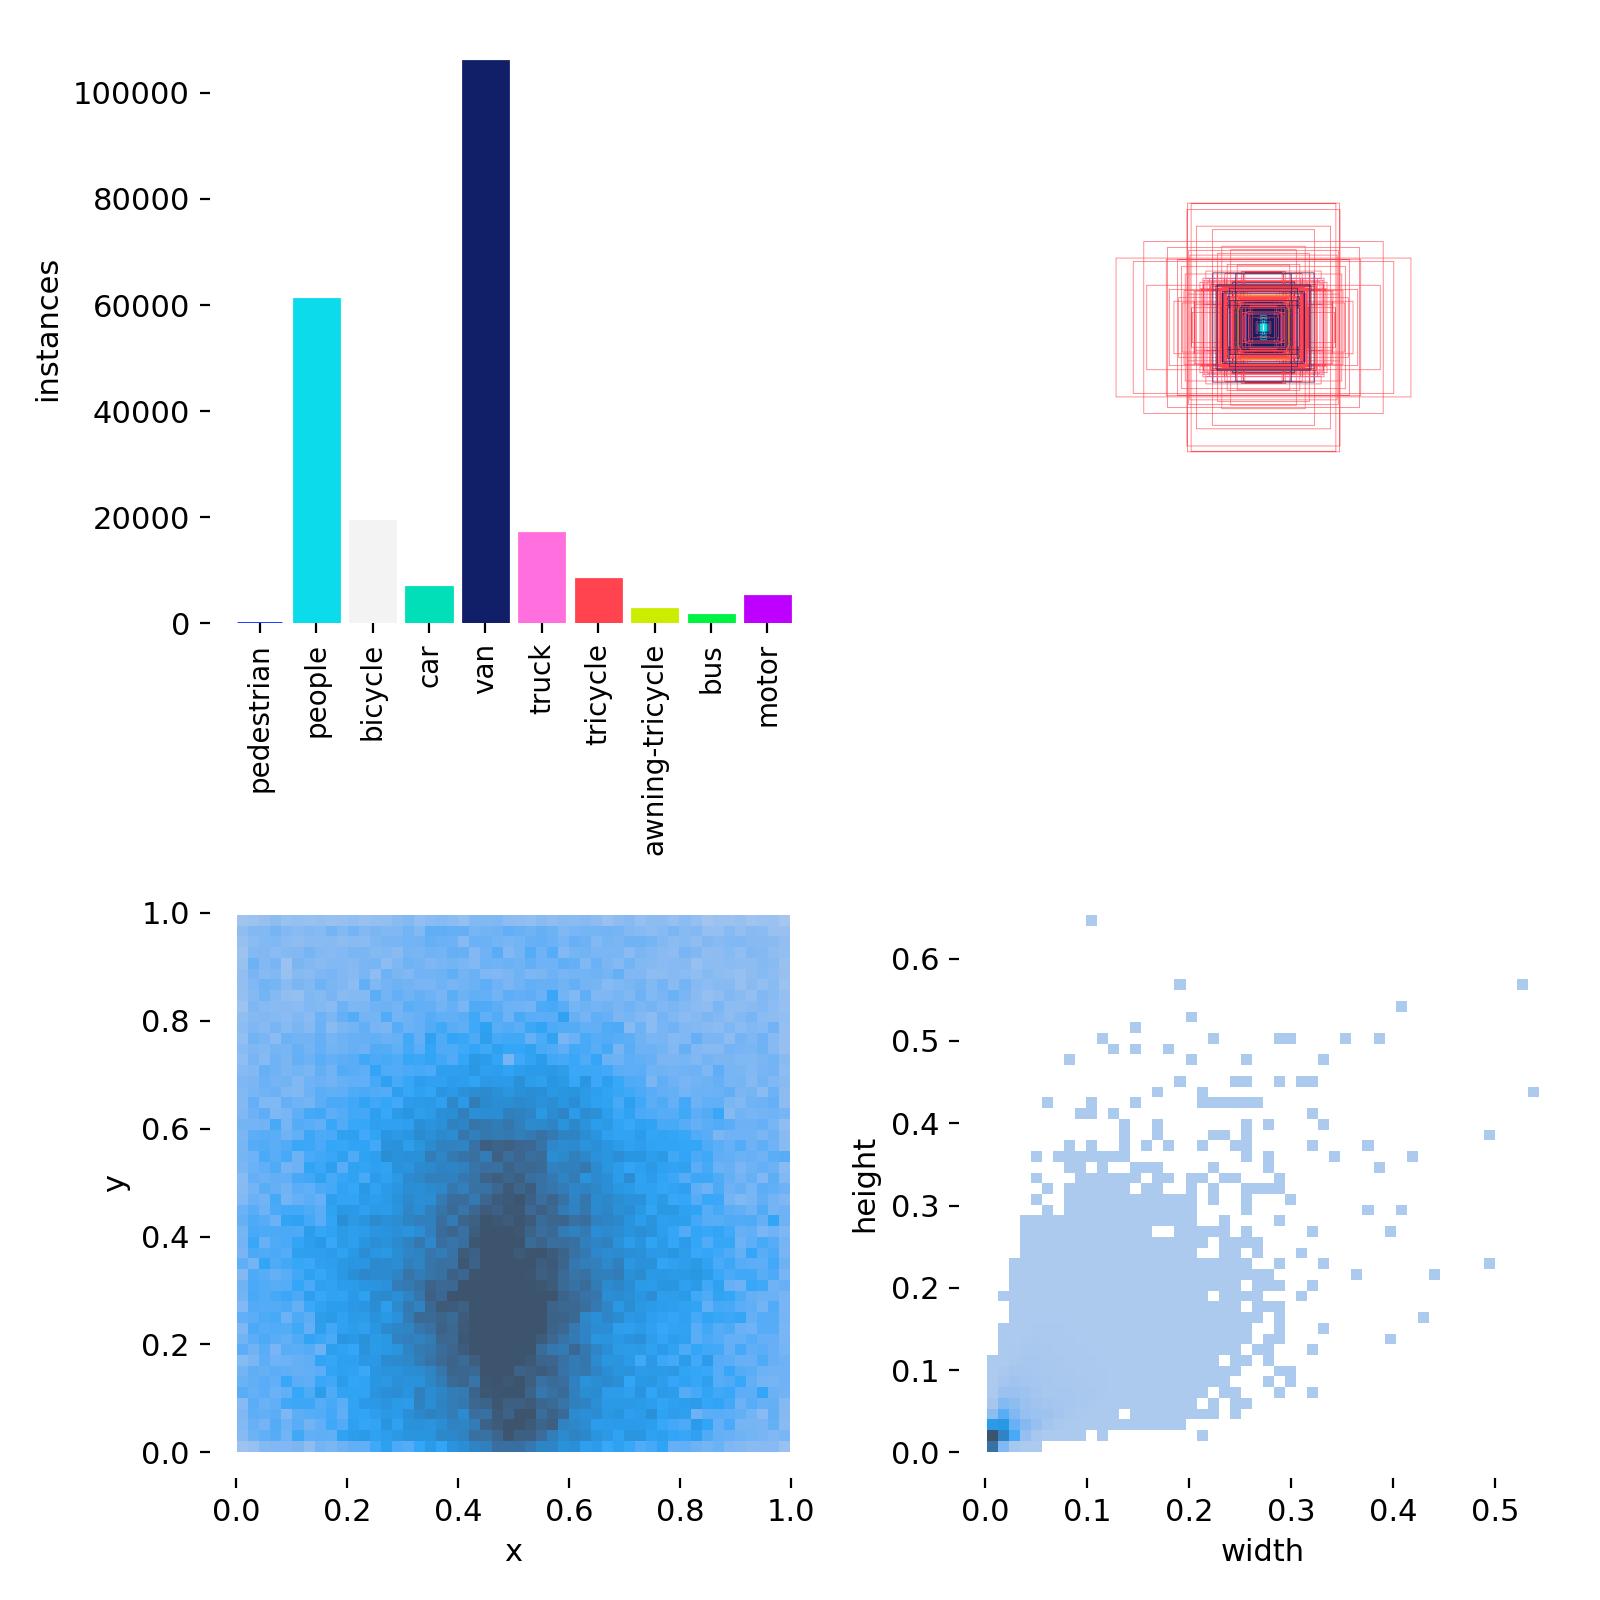 instances
100000
80000
60000
40000
20000
0
pedestrian
people
bicycle
car
van
truck
tricycle
awning-tricycle
bus
motor
y
1.0
0.8
0.6
0.4
0.2
0.0
0.0 0.2 0.4 0.6 0.8 1.0
x
height
0.6
0.5
0.4
0.3
0.2
0.1
0.0
0.0 0.1 0.2 0.3 0.4 0.5
width